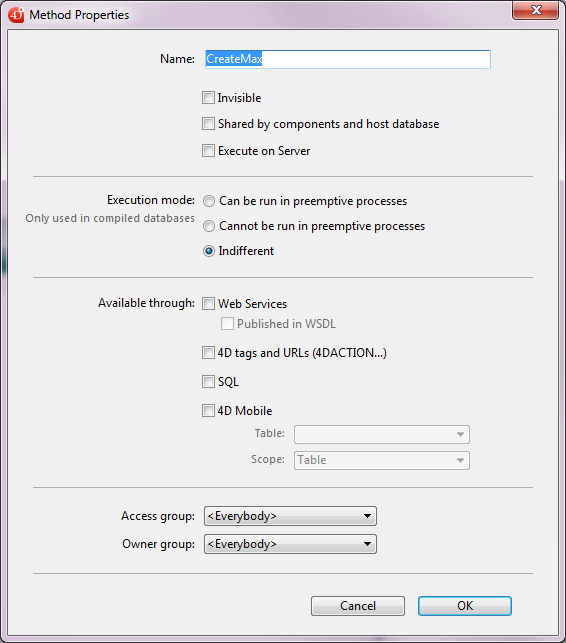 Method Properties
Name: CreateMax
Invisible
Shared by components and host database
Execute on Server
Execution mode: Can be run in preemptive processes
Only used in compiled databases
Cannot be run in preemptive processes
Indifferent
Available through: Web Services
Published in WSDL
4D tags and URLs (4DACTION...)
SQL
4D Mobile
Table:
Scope: Table
Access group: <Everybody>
Owner group: <Everybody>
Cancel OK